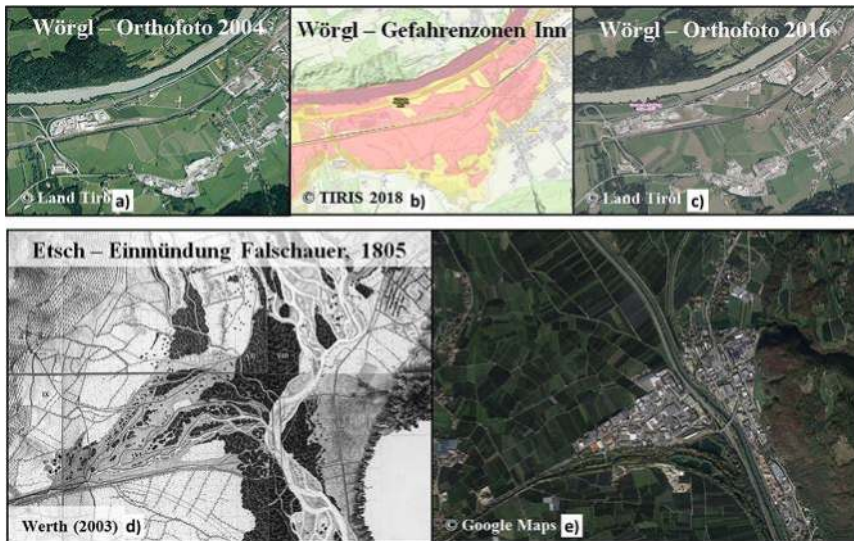 Wörgl – Orthofoto 2004
© Land Tirol a)
Wörgl – Gefahrenzonen Inn
© TIRIS 2018 b)
Wörgl – Orthofoto 2016
© Land Tirol c)
Etsch – Einmündung Falschauer, 1805
Werth (2003) d)
© Google Maps e)